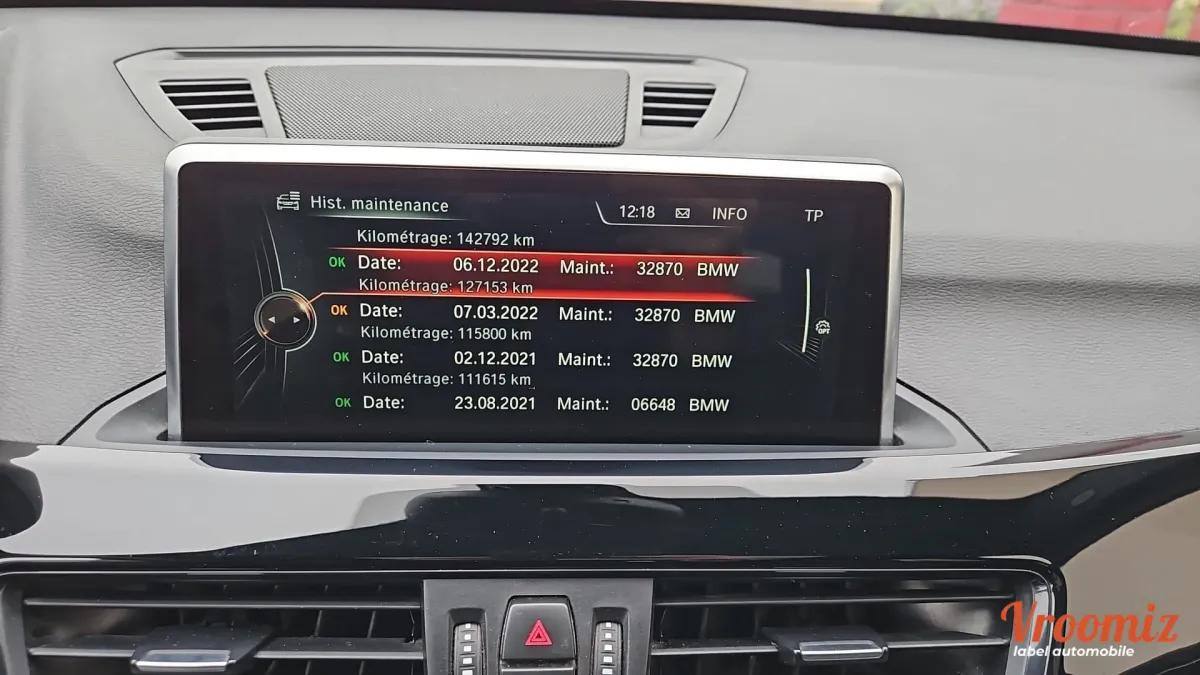 Hist. maintenance 12:18 INFO TP
Kilométrage: 142792 km
OK Date: 06.12.2022 Maint.: 32870 BMW
Kilométrage: 127153 km
OK Date: 07.03.2022 Maint.: 32870 BMW
Kilométrage: 115800 km
OPT
OK Date: 02.12.2021 Maint.: 32870 BMW
Kilométrage: 111615 km
OK Date: 23.08.2021 Maint.: 06648 BMW
Vroomiz
label automobile